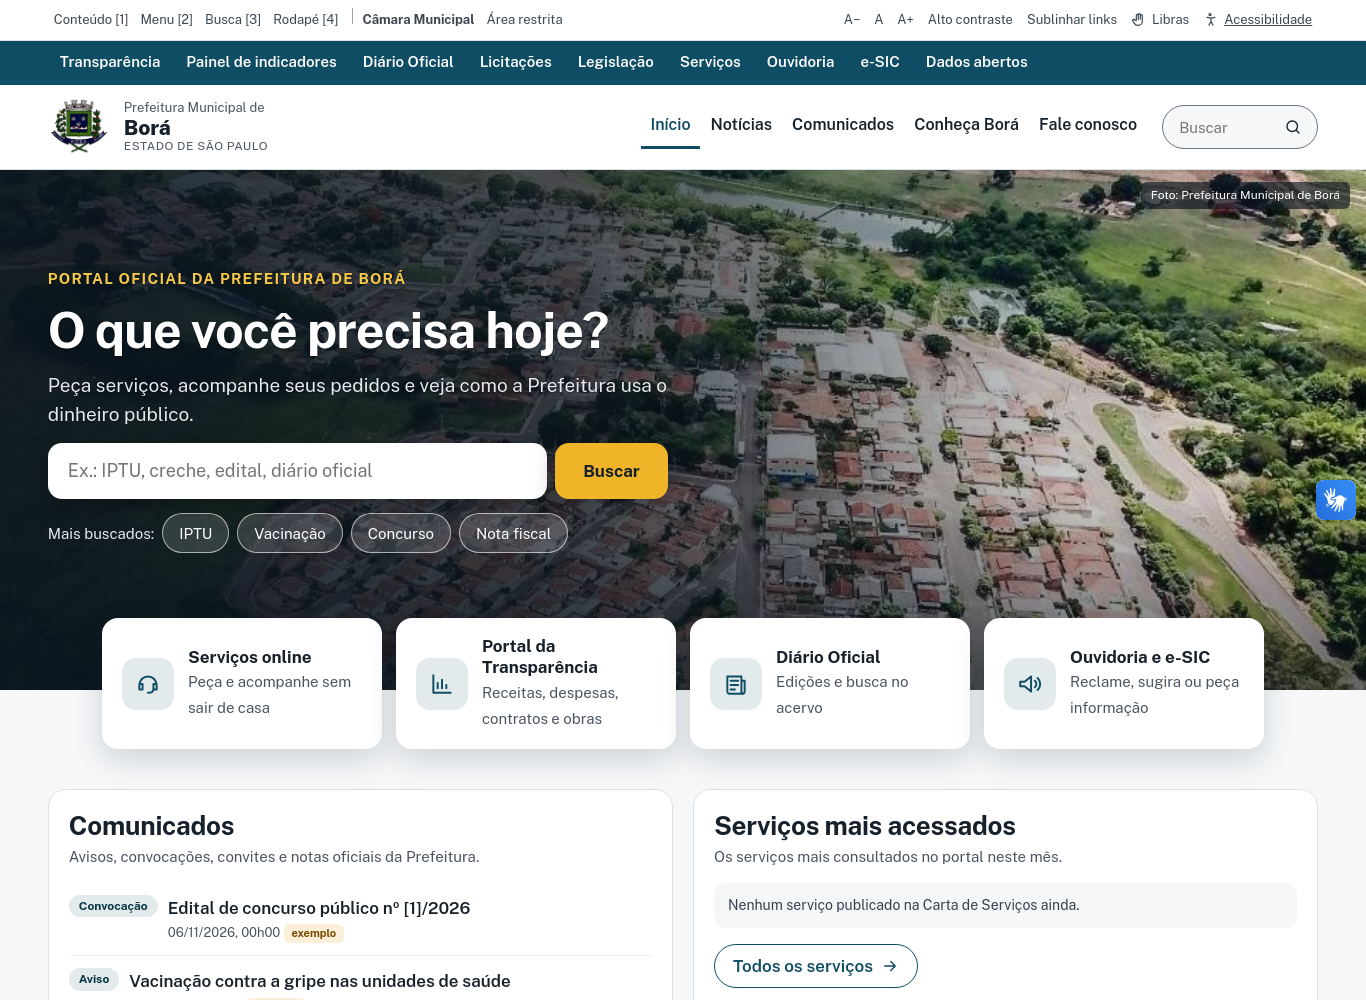 Conteúdo [1] Menu [2] Busca [3] Rodapé [4] Câmara Municipal Área restrita A− A A+ Alto contraste Sublinhar links Libras Acessibilidade
Transparência Painel de indicadores Diário Oficial Licitações Legislação Serviços Ouvidoria e-SIC Dados abertos
Prefeitura Municipal de
Borá
ESTADO DE SÃO PAULO
Início Notícias Comunicados Conheça Borá Fale conosco Buscar
Foto: Prefeitura Municipal de Borá
PORTAL OFICIAL DA PREFEITURA DE BORÁ
O que você precisa hoje?
Peça serviços, acompanhe seus pedidos e veja como a Prefeitura usa o
dinheiro público.
Ex.: IPTU, creche, edital, diário oficial Buscar
Mais buscados: IPTU Vacinação Concurso Nota fiscal
Serviços online
Peça e acompanhe sem
sair de casa
Portal da
Transparência
Receitas, despesas,
contratos e obras
Diário Oficial
Edições e busca no
acervo
Ouvidoria e e-SIC
Reclame, sugira ou peça
informação
Comunicados
Avisos, convocações, convites e notas oficiais da Prefeitura.
Convocação Edital de concurso público nº [1]/2026
06/11/2026, 00h00 exemplo
Aviso Vacinação contra a gripe nas unidades de saúde
Serviços mais acessados
Os serviços mais consultados no portal neste mês.
Nenhum serviço publicado na Carta de Serviços ainda.
Todos os serviços